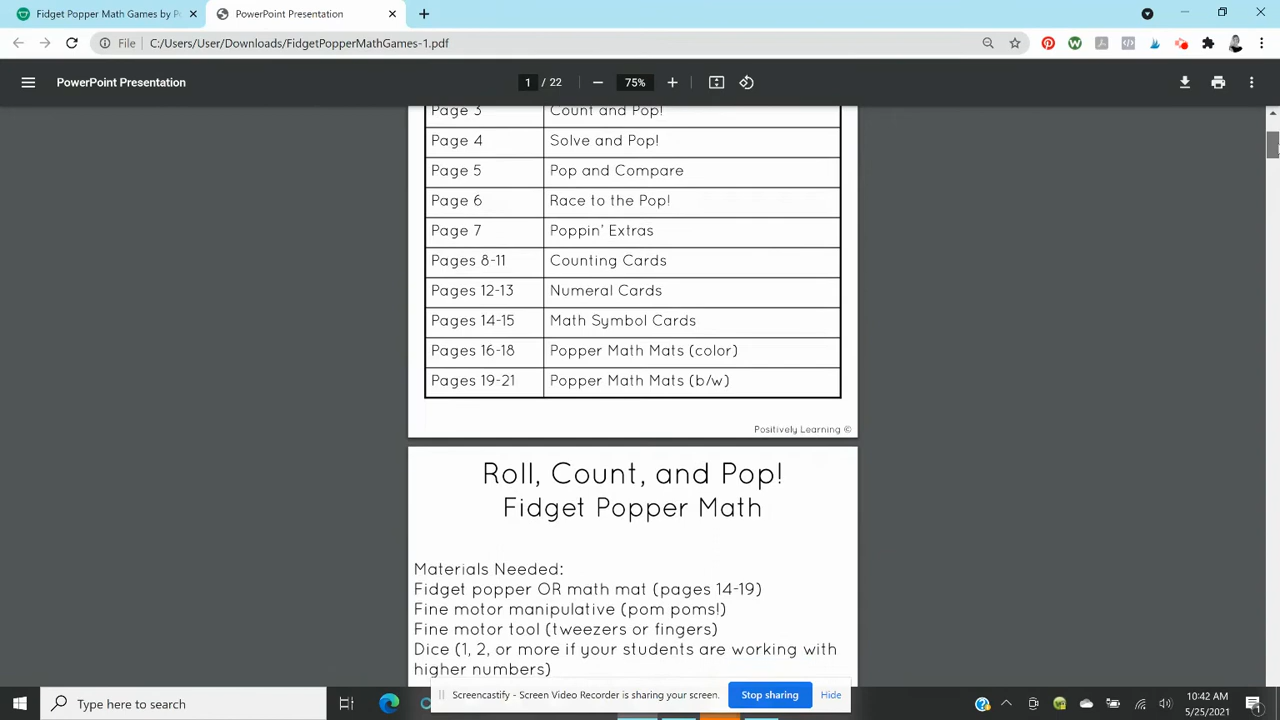 Fidget Popper Math Games by P
PowerPoint Presentation
File C:/Users/User/Downloads/FidgetPopperMathGames-1.pdf
PowerPoint Presentation
1 / 22
75%
Page 3 Count and Pop!
Page 4 Solve and Pop!
Page 5 Pop and Compare
Page 6 Race to the Pop!
Page 7 Poppin' Extras
Pages 8-11 Counting Cards
Pages 12-13 Numeral Cards
Pages 14-15 Math Symbol Cards
Pages 16-18 Popper Math Mats (color)
Pages 19-21 Popper Math Mats (b/w)
Positively Learning ©
Roll, Count, and Pop!
Fidget Popper Math
Materials Needed:
Fidget popper OR math mat (pages 14-19)
Fine motor manipulative (pom poms!)
Fine motor tool (tweezers or fingers)
Dice (1, 2, or more if your students are working with
higher numbers)
Screencastify - Screen Video Recorder is sharing your screen.
Stop sharing
Hide
Type here to search
10:42 AM
5/25/2021